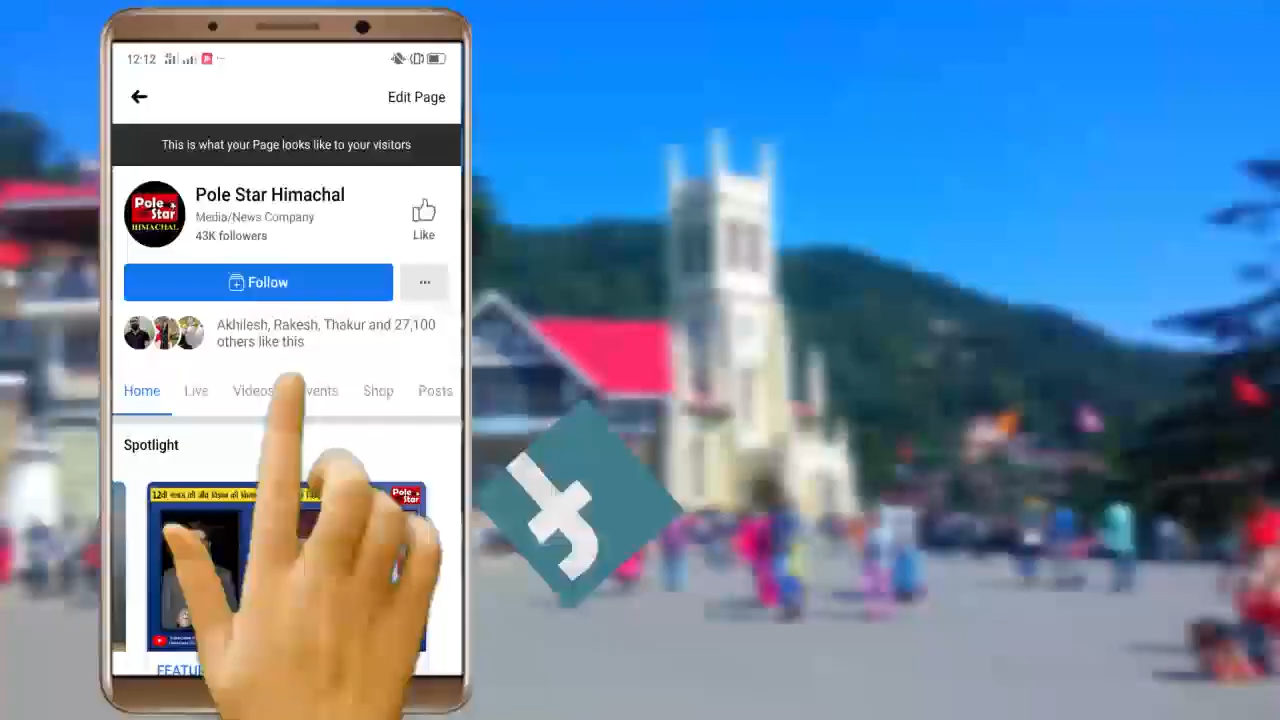 12:12
Edit Page
This is what your Page looks like to your visitors
Pole Star HIMACHAL
Pole Star Himachal
Media/News Company
43K followers
Like
Follow
Akhilesh, Rakesh, Thakur and 27,100
others like this
Home Live Videos vents Shop Posts
Spotlight
Pole Star
FEATU